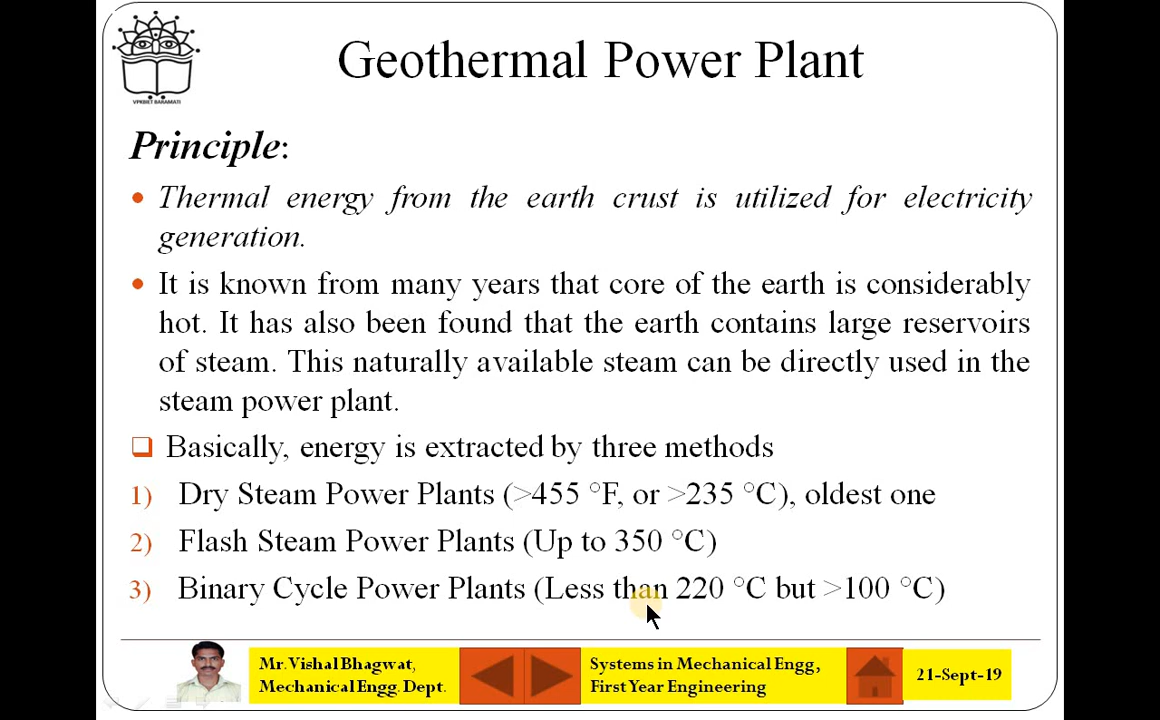 VPKBIET BARAMATI
Geothermal Power Plant
Principle:
• Thermal energy from the earth crust is utilized for electricity
generation.
• It is known from many years that core of the earth is considerably
hot. It has also been found that the earth contains large reservoirs
of steam. This naturally available steam can be directly used in the
steam power plant.
❑ Basically, energy is extracted by three methods
1) Dry Steam Power Plants (>455 °F, or >235 °C), oldest one
2) Flash Steam Power Plants (Up to 350 °C)
3) Binary Cycle Power Plants (Less than 220 °C but >100 °C)
Mr. Vishal Bhagwat,
Mechanical Engg. Dept.
Systems in Mechanical Engg,
First Year Engineering
21-Sept-19